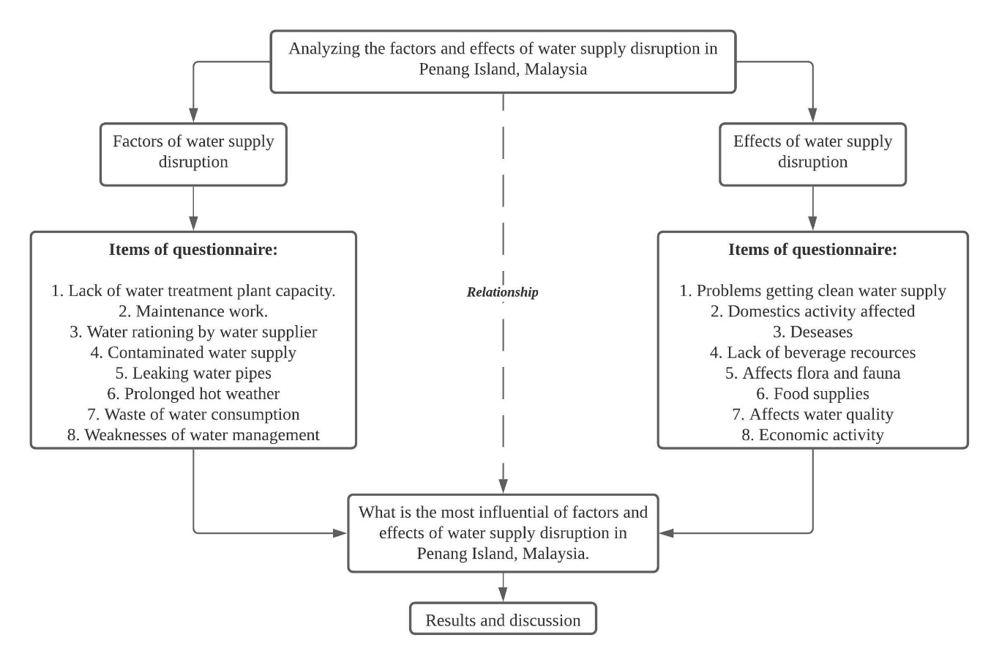 Analyzing the factors and effects of water supply disruption in
Penang Island, Malaysia
Factors of water supply
disruption
Effects of water supply
disruption
Items of questionnaire:
1. Lack of water treatment plant capacity.
2. Maintenance work.
3. Water rationing by water supplier
4. Contaminated water supply
5. Leaking water pipes
6. Prolonged hot weather
7. Waste of water consumption
8. Weaknesses of water management
Relationship
Items of questionnaire:
1. Problems getting clean water supply
2. Domestics activity affected
3. Deseases
4. Lack of beverage recources
5. Affects flora and fauna
6. Food supplies
7. Affects water quality
8. Economic activity
What is the most influential of factors and
effects of water supply disruption in
Penang Island, Malaysia.
Results and discussion